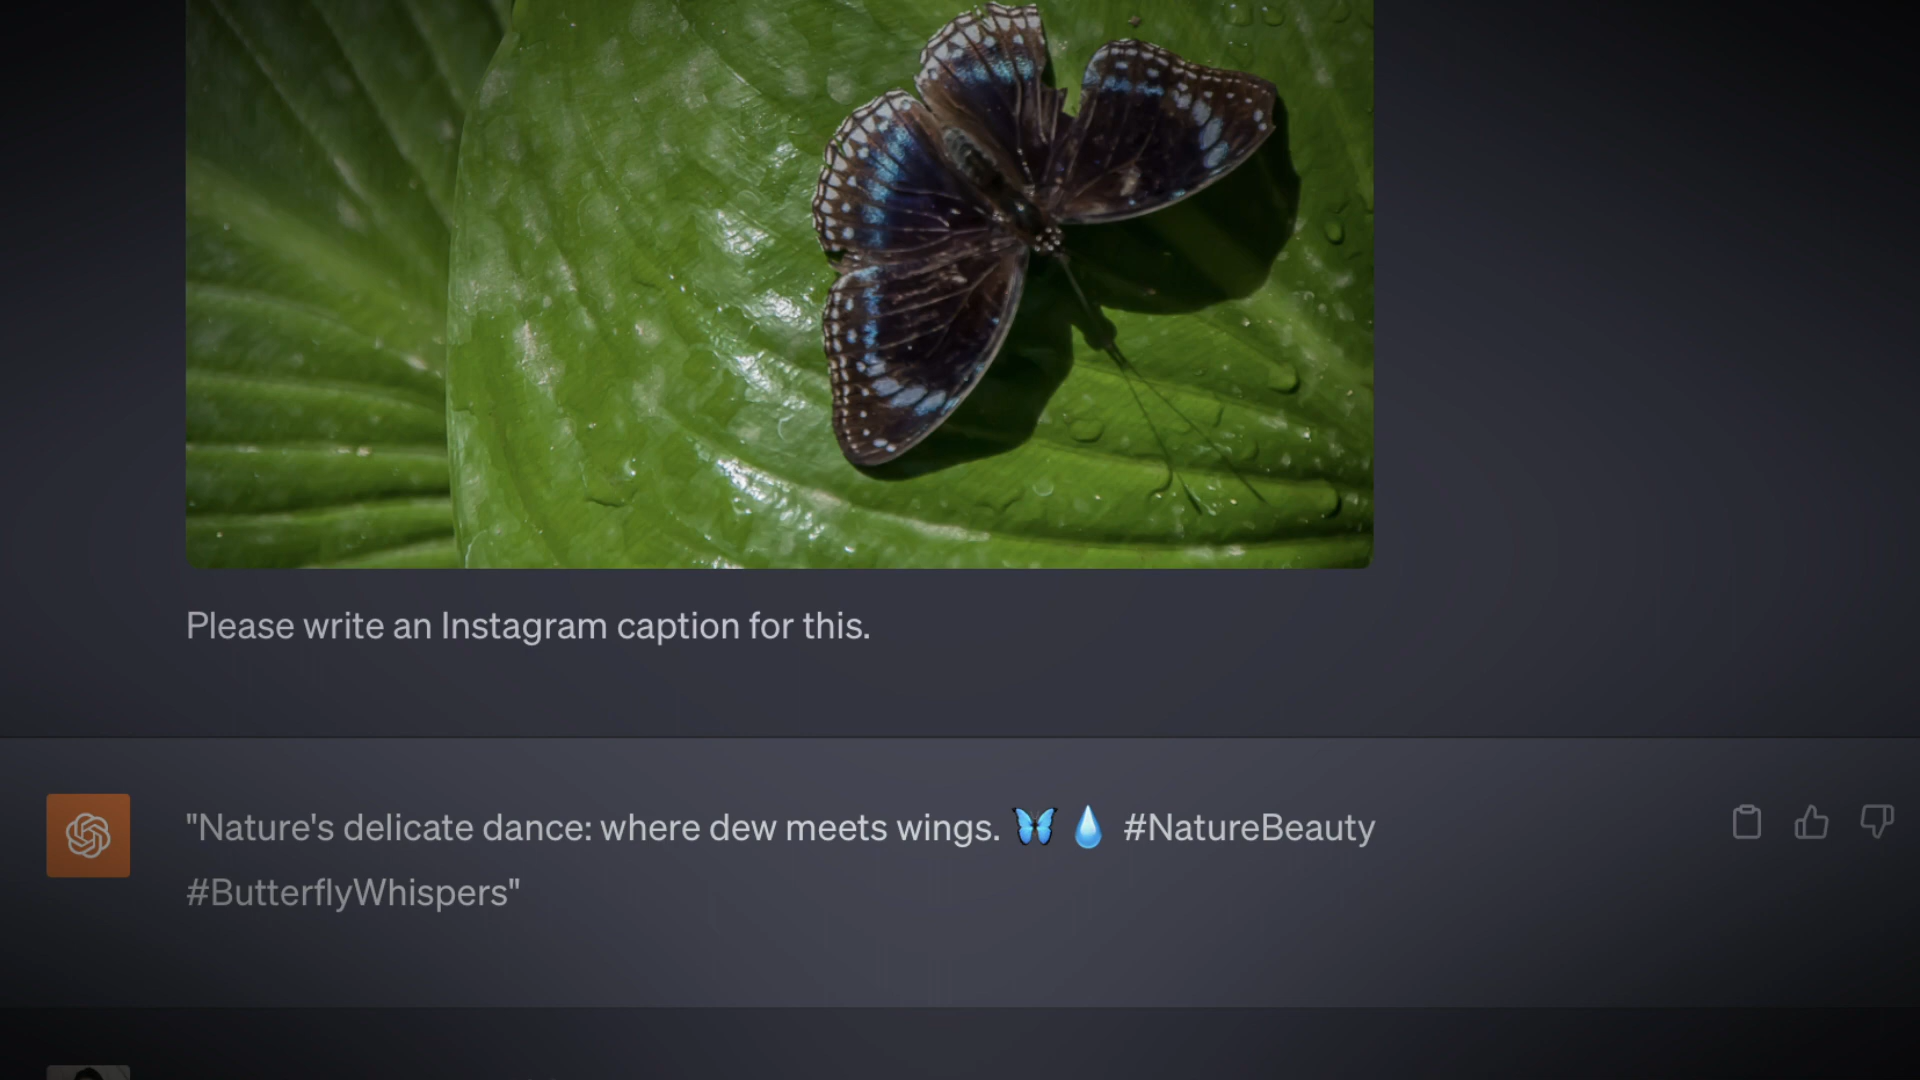 Please write an Instagram caption for this.
"Nature's delicate dance: where dew meets wings. 🦋💧 #NatureBeauty
#ButterflyWhispers"